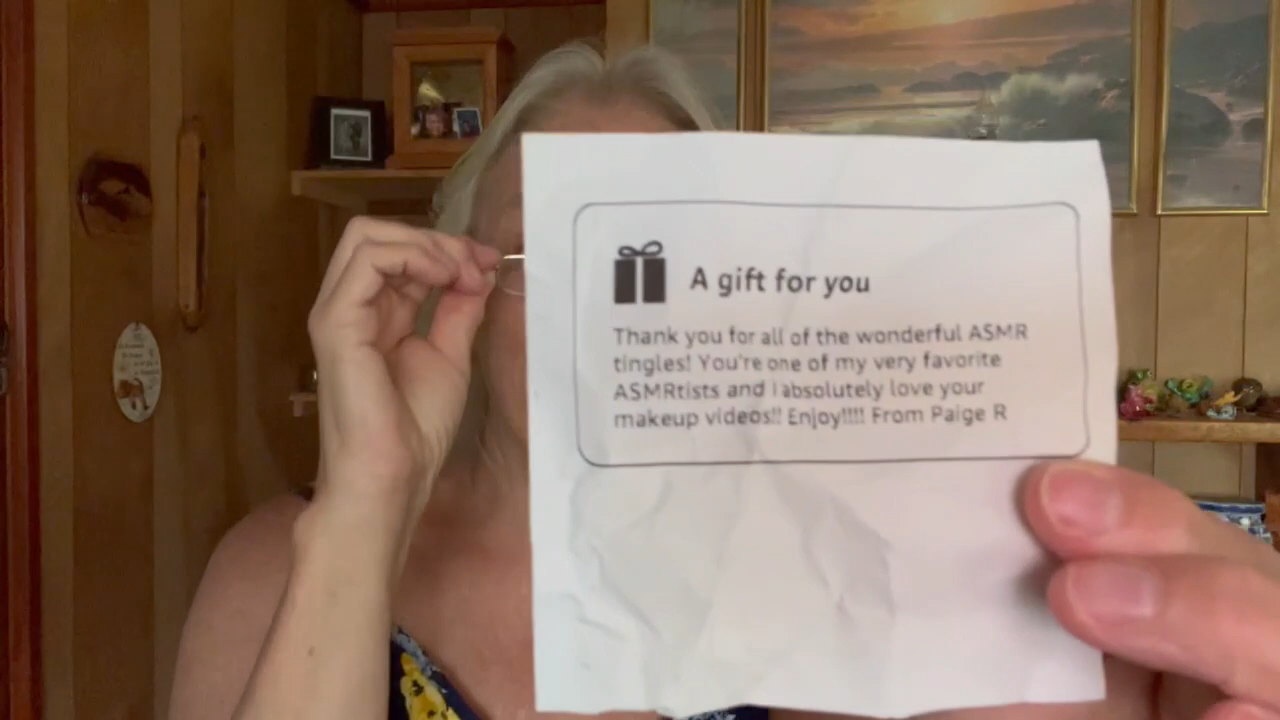 A gift for you
Thank you for all of the wonderful ASMR
tingles! You're one of my very favorite
ASMRtists and I absolutely love your
makeup videos!! Enjoy!!!! From Paige R